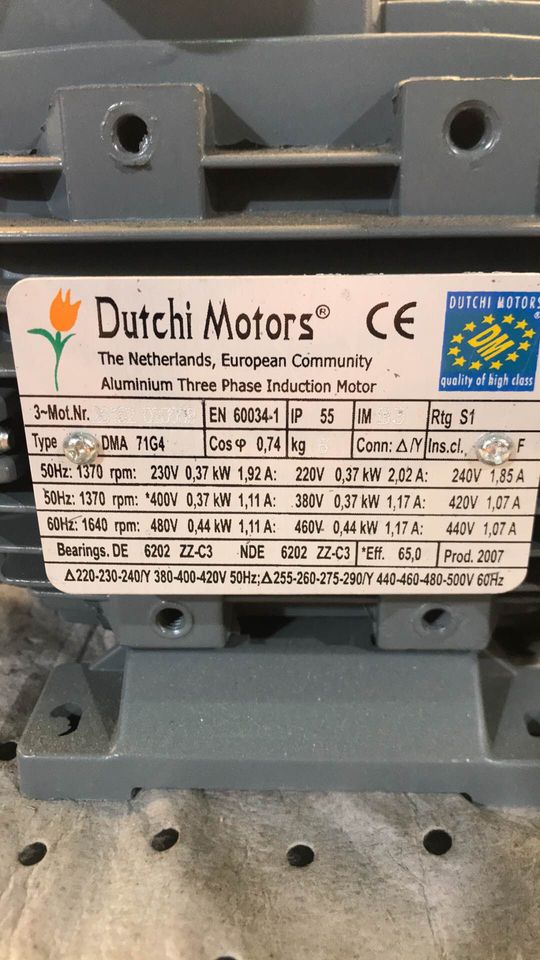 Dutchi Motors® CE
The Netherlands, European Community
Aluminium Three Phase Induction Motor
DUTCHI MOTORS®
DM
quality of high class
3~Mot.Nr. EN 60034-1 IP 55 IM Rtg S1
Type DMA 71G4 Cos φ 0,74 kg Conn: Δ/Y Ins.cl. F
50Hz: 1370 rpm: 230V 0,37 kW 1,92 A: 220V 0,37 kW 2,02 A: 240V 1,85 A
50Hz: 1370 rpm: *400V 0,37 kW 1,11 A: 380V 0,37 kW 1,17 A: 420V 1,07 A
60Hz: 1640 rpm: 480V 0,44 kW 1,11 A: 460V 0,44 kW 1,17 A: 440V 1,07 A
Bearings. DE 6202 ZZ-C3 NDE 6202 ZZ-C3 *Eff. 65,0 Prod. 2007
Δ220-230-240/Y 380-400-420V 50Hz;Δ255-260-275-290/Y 440-460-480-500V 60Hz